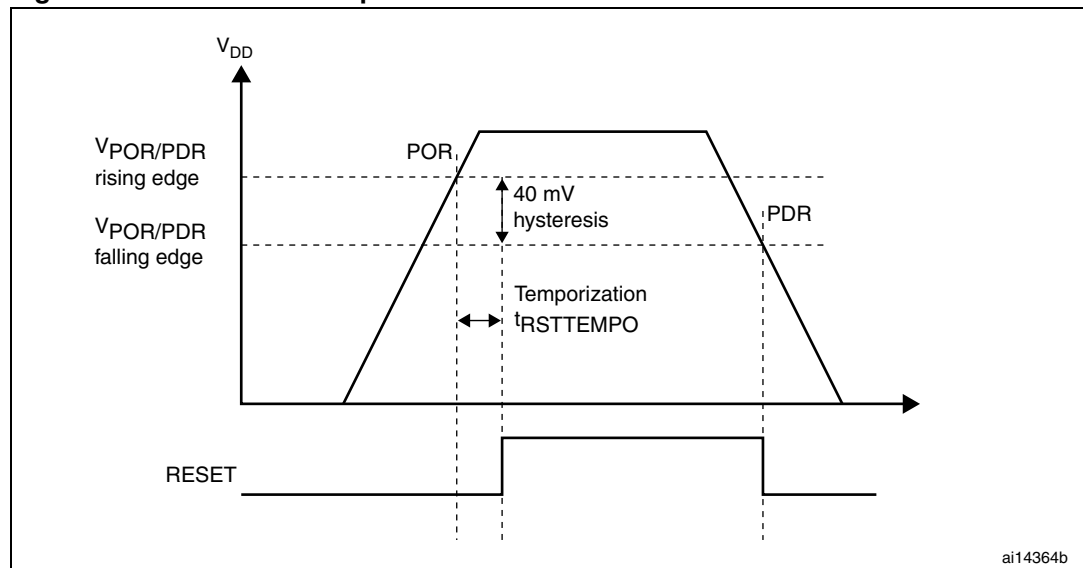 V_DD
V_POR/PDR
rising edge
POR
40 mV
hysteresis
PDR
V_POR/PDR
falling edge
Temporization
t_RSTTEMPO
RESET
ai14364b